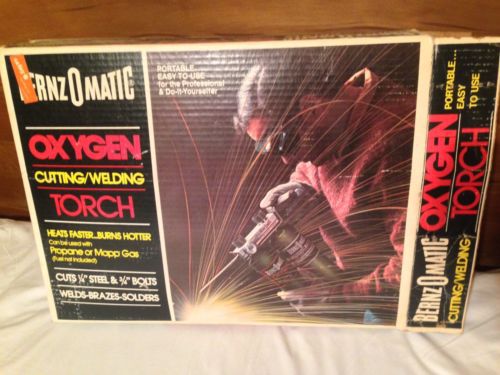 BERNZOMATIC
PORTABLE...
EASY-TO-USE
for the Professional
& Do-It-Yourselfer
OXYGEN
CUTTING/WELDING
TORCH
HEATS FASTER...BURNS HOTTER
Can be used with
Propane or Mapp Gas
(Fuel not included)
CUTS ¼" STEEL & ¾" BOLTS
WELDS-BRAZES-SOLDERS
BERNZOMATIC
OXYGEN
CUTTING/WELDING
TORCH
PORTABLE...
EASY
TO USE